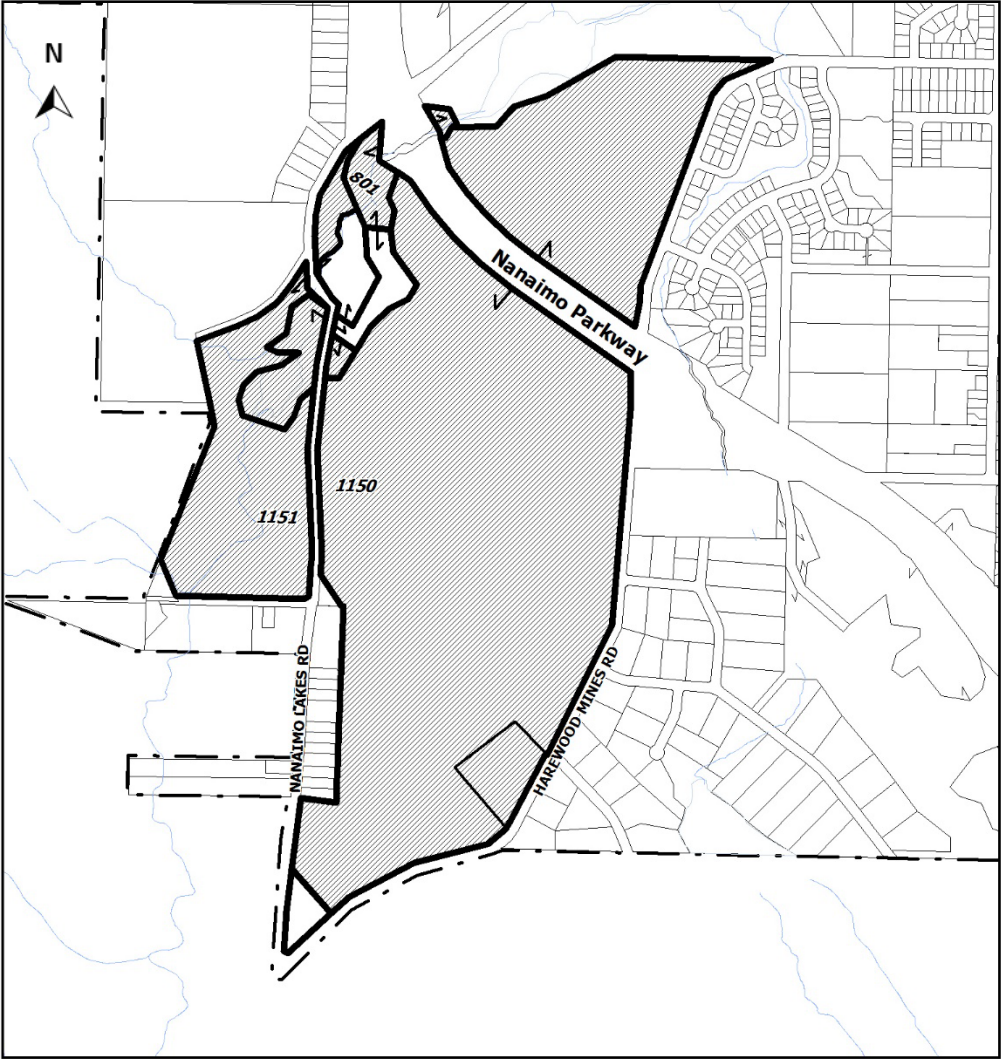 N
801
Nanaimo Parkway
1150
1151
NANAIMO LAKES RD
HAREWOOD MINES RD